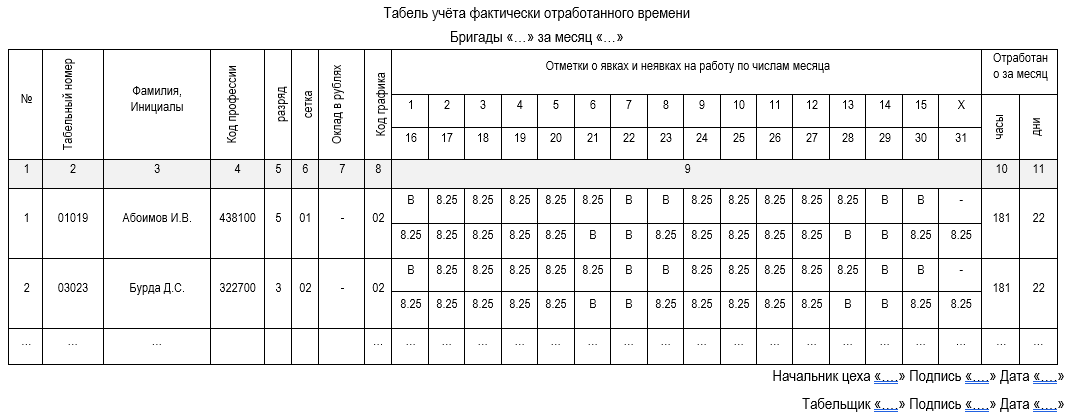 Табель учёта фактически отработанного времени
Бригады «…» за месяц «…»
№ Табельный номер Фамилия, Инициалы Код профессии разряд сетка Оклад в рублях Код графика Отметки о явках и неявках на работу по числам месяца Отработан о за месяц
1 2 3 4 5 6 7 8 9 10 11 12 13 14 15 X часы дни
16 17 18 19 20 21 22 23 24 25 26 27 28 29 30 31
1 2 3 4 5 6 7 8 9 10 11
В 8.25 8.25 8.25 8.25 8.25 В В 8.25 8.25 8.25 8.25 8.25 В В -
1 01019 Абоимов И.В. 438100 5 01 - 02 181 22
8.25 8.25 8.25 8.25 8.25 В В 8.25 8.25 8.25 8.25 8.25 В В 8.25 8.25
В 8.25 8.25 8.25 8.25 8.25 В В 8.25 8.25 8.25 8.25 8.25 В В -
2 03023 Бурда Д.С. 322700 3 02 - 02 181 22
8.25 8.25 8.25 8.25 8.25 В В 8.25 8.25 8.25 8.25 8.25 В В 8.25 8.25
… … … … … … … … … … … … … … … … … … … … … …
Начальник цеха «….» Подпись «….» Дата «….»
Табельщик «….» Подпись «….» Дата «….»